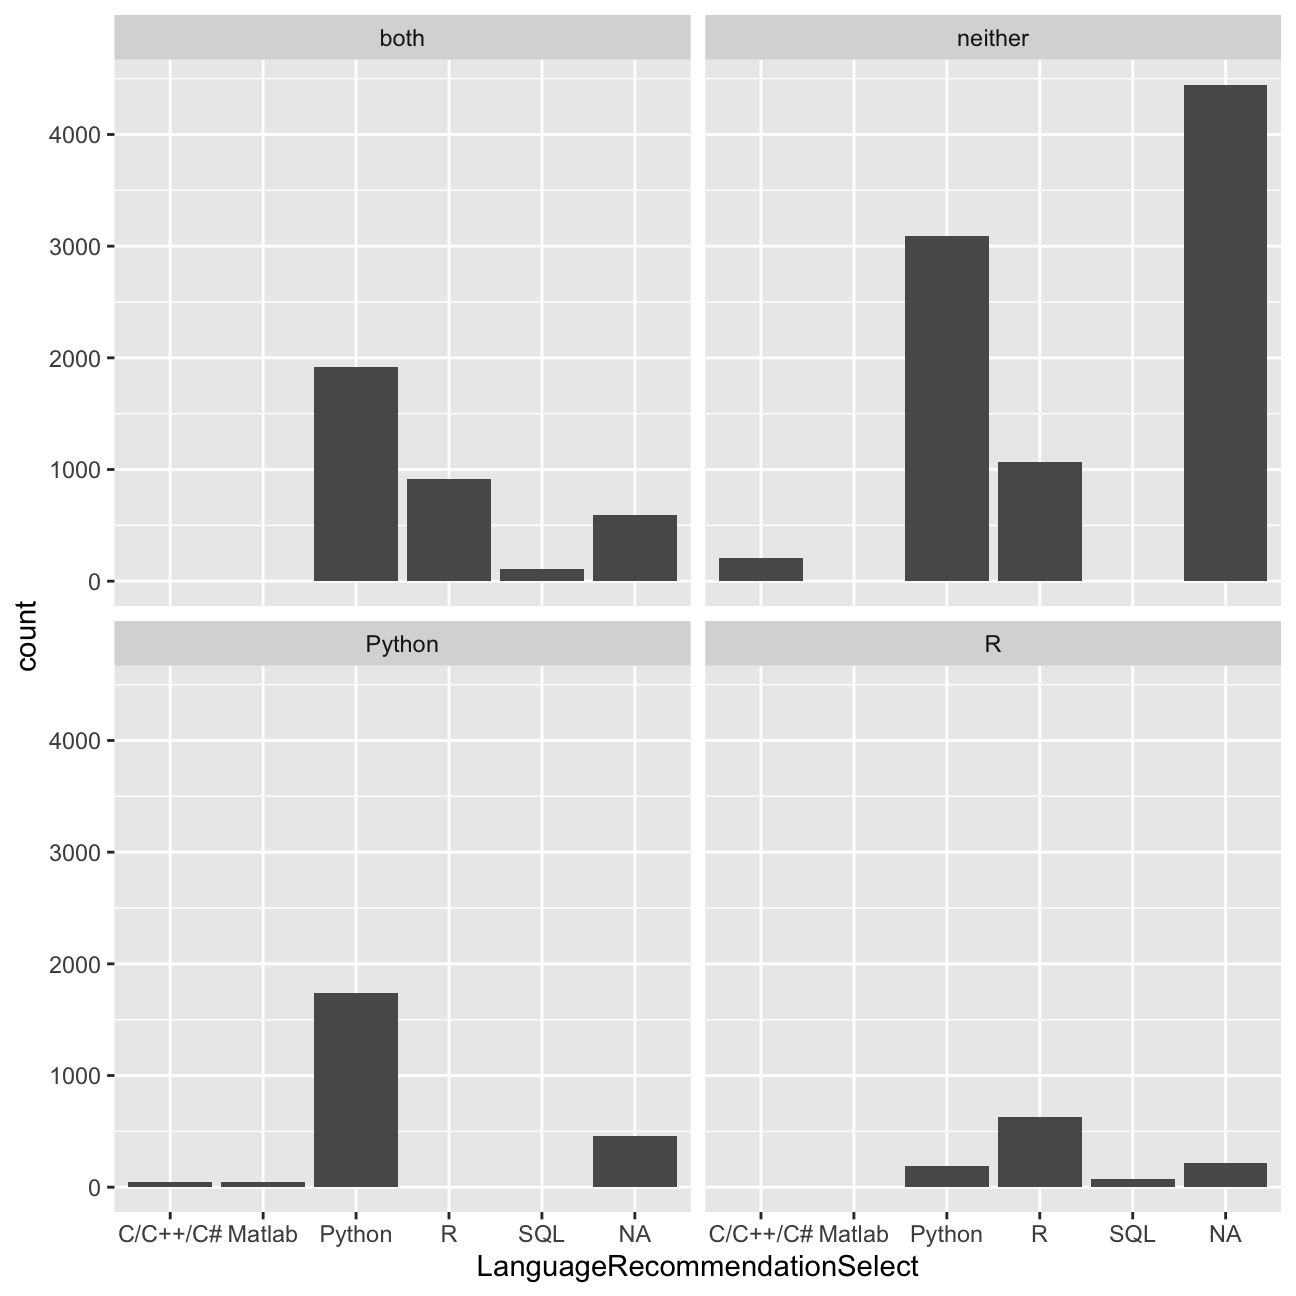 both
neither
4000
3000
2000
1000
0
count
Python
R
4000
3000
2000
1000
0
C/C++/C# Matlab Python R SQL NA
C/C++/C# Matlab Python R SQL NA
LanguageRecommendationSelect